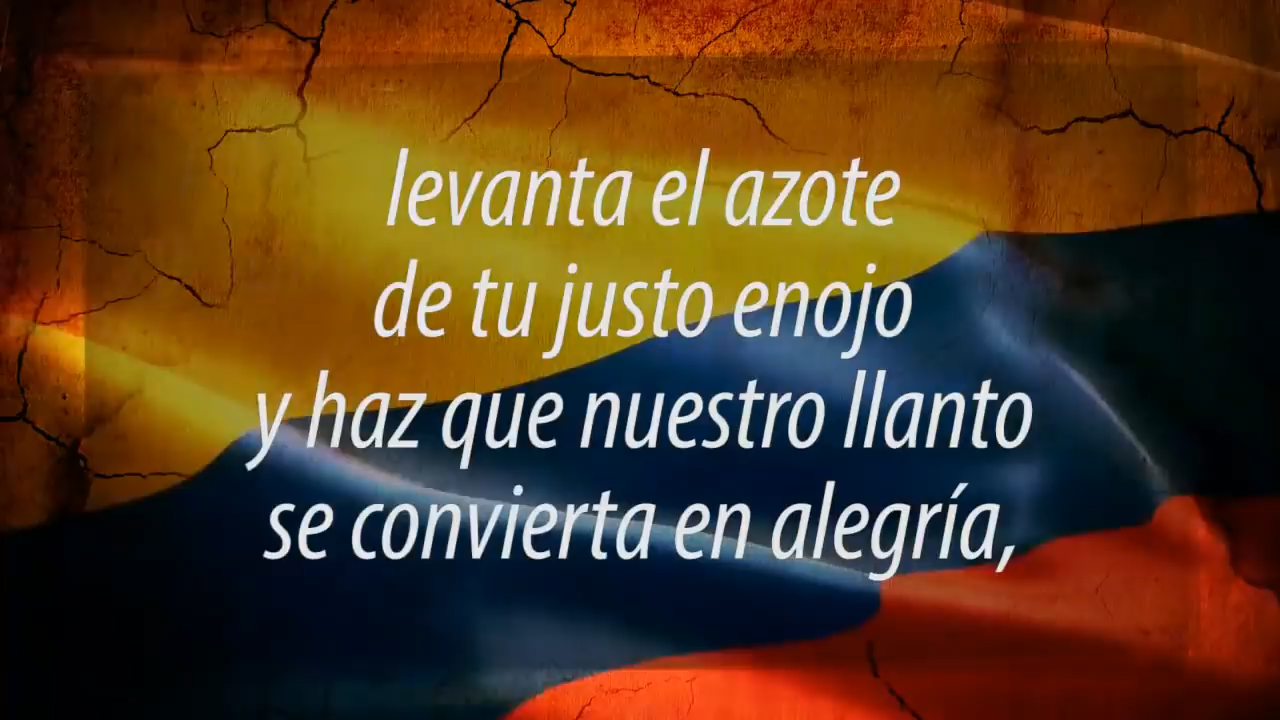 levanta el azote
de tu justo enojo
y haz que nuestro llanto
se convierta en alegría,